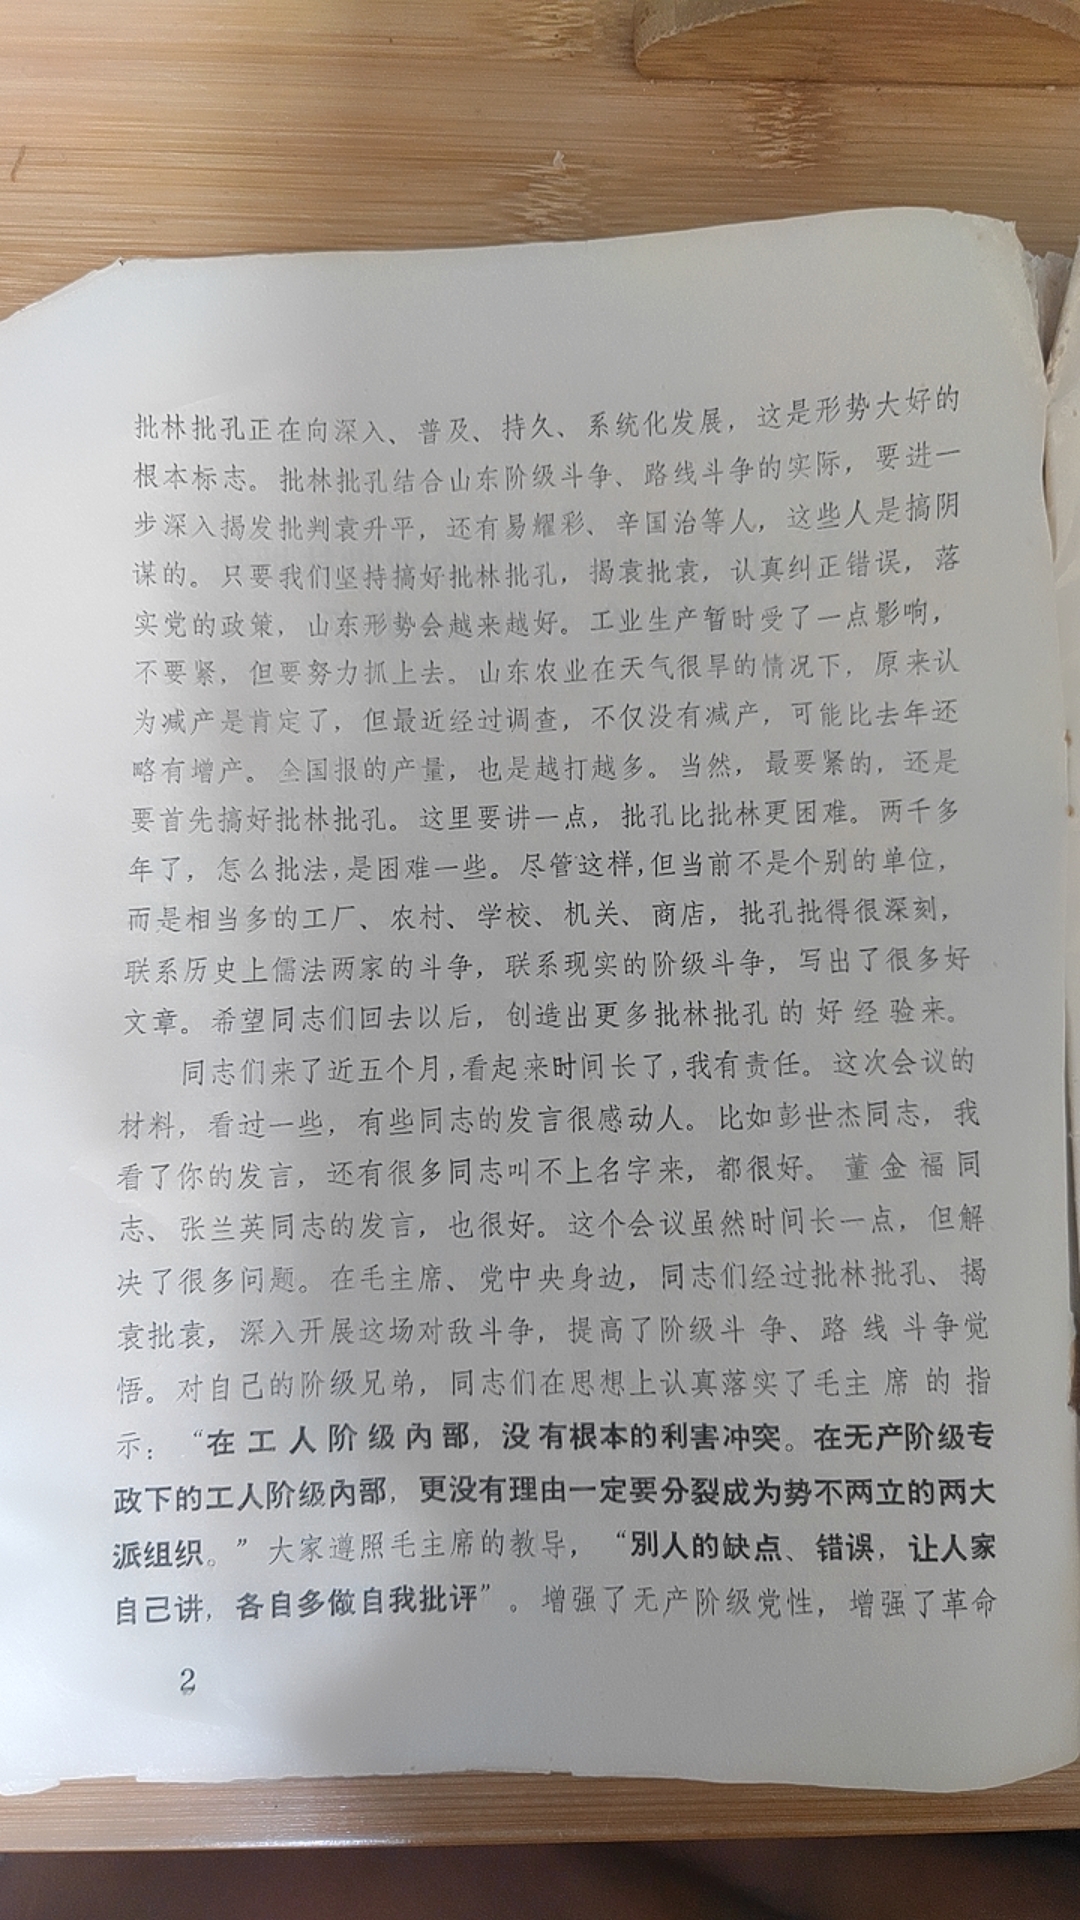 批林批孔正在向深入、普及、持久、系统化发展，这是形势大好的
根本标志。批林批孔结合山东阶级斗争、路线斗争的实际，要进一
步深入揭发批判袁升平，还有易耀彩、辛国治等人，这些人是搞阴
谋的。只要我们坚持搞好批林批孔，揭袁批袁，认真纠正错误，落
实党的政策，山东形势会越来越好。工业生产暂时受了一点影响，
不要紧，但要努力抓上去。山东农业在天气很旱的情况下，原来认
为减产是肯定了，但最近经过调查，不仅没有减产，可能比去年还
略有增产。全国报的产量，也是越打越多。当然，最要紧的，还是
要首先搞好批林批孔。这里要讲一点，批孔比批林更困难。两千多
年了，怎么批法，是困难一些。尽管这样，但当前不是个别的单位，
而是相当多的工厂、农村、学校、机关、商店，批孔批得很深刻，
联系历史上儒法两家的斗争，联系现实的阶级斗争，写出了很多好
文章。希望同志们回去以后，创造出更多批林批孔的好经验来。
同志们来了近五个月，看起来时间长了，我有责任。这次会议的
材料，看过一些，有些同志的发言很感动人。比如彭世杰同志，我
看了你的发言，还有很多同志叫不上名字来，都很好。董金福同
志、张兰英同志的发言，也很好。这个会议虽然时间长一点，但解
决了很多问题。在毛主席、党中央身边，同志们经过批林批孔、揭
袁批袁，深入开展这场对敌斗争，提高了阶级斗争、路线斗争觉
悟。对自己的阶级兄弟，同志们在思想上认真落实了毛主席的指
示：“在工人阶级内部，没有根本的利害冲突。在无产阶级专
政下的工人阶级内部，更没有理由一定要分裂成为势不两立的两大
派组织。”大家遵照毛主席的教导，“别人的缺点、错误，让人家
自己讲，各自多做自我批评”。增强了无产阶级党性，增强了革命
2